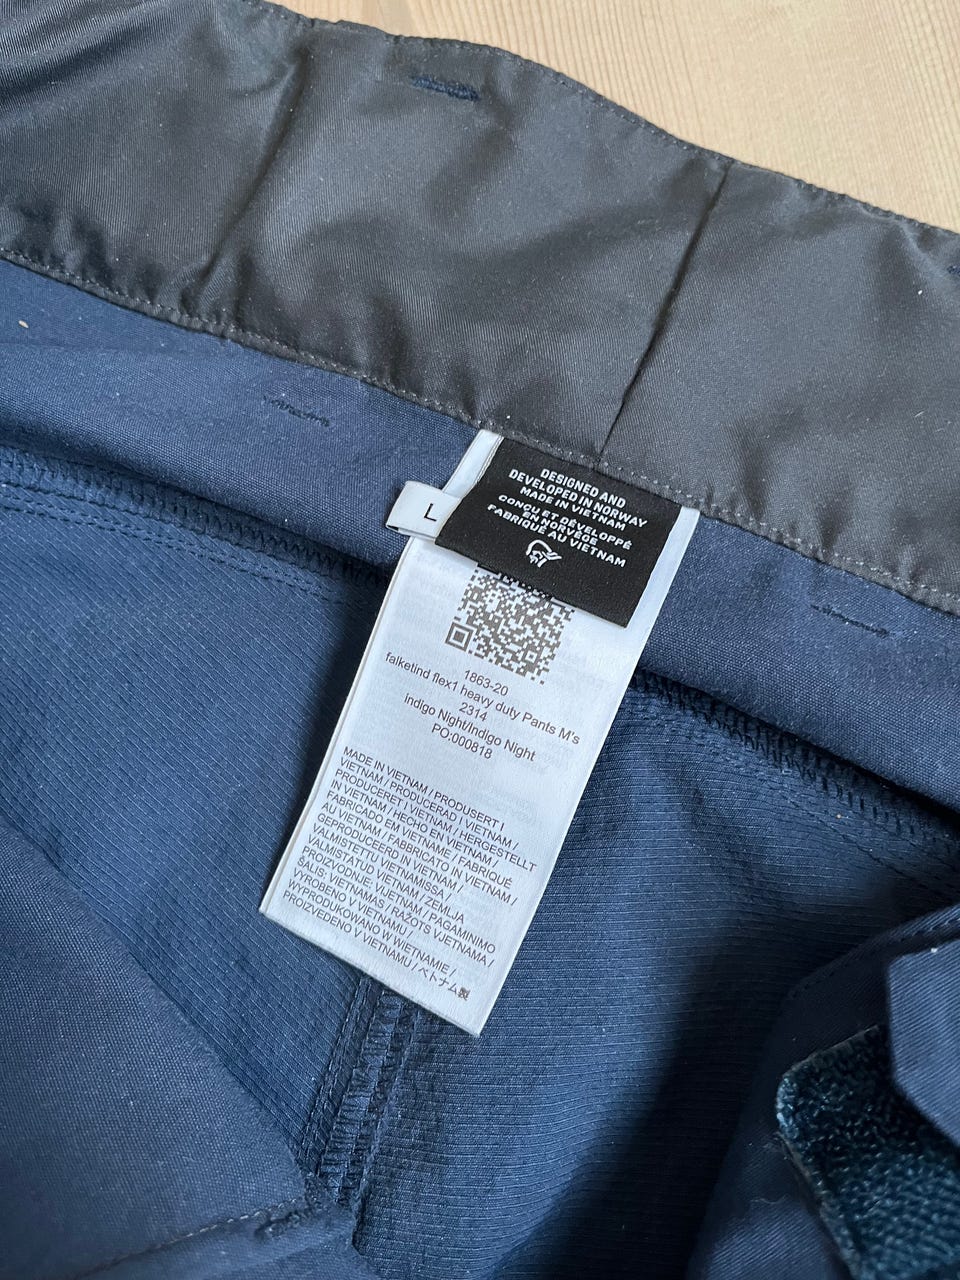 DESIGNED AND
DEVELOPED IN NORWAY
MADE IN VIETNAM
CONÇU ET DÉVELOPPÉ
EN NORVÈGE
FABRIQUÉ AU VIETNAM
L
1863-20
falketind flex1 heavy duty Pants M's
2314
indigo Night/Indigo Night
PO:000818
MADE IN VIETNAM / PRODUSERT I
VIETNAM / PRODUCERAD I VIETNAM /
PRODUCERET I VIETNAM / HERGESTELLT
IN VIETNAM / HECHO EN VIETNAM /
FABRICADO EM VIETNAME / FABRIQUÉ
AU VIETNAM / FABBRICATO IN VIETNAM /
GEPRODUCEERD IN VIETNAM /
VALMISTETTU VIETNAMISSA /
VALMISTATUD VIETNAM / ZEMLJA
PROIZVODNJE: VIJETNAM / PAGAMINIMO
ŠALIS: VIETNAMAS / RAŽOTS VJETNAMA /
VYROBENO V VIETNAMU /
WYPRODUKOWANO W WIETNAMIE /
PROIZVEDENO V VIETNAMU / ベトナム製